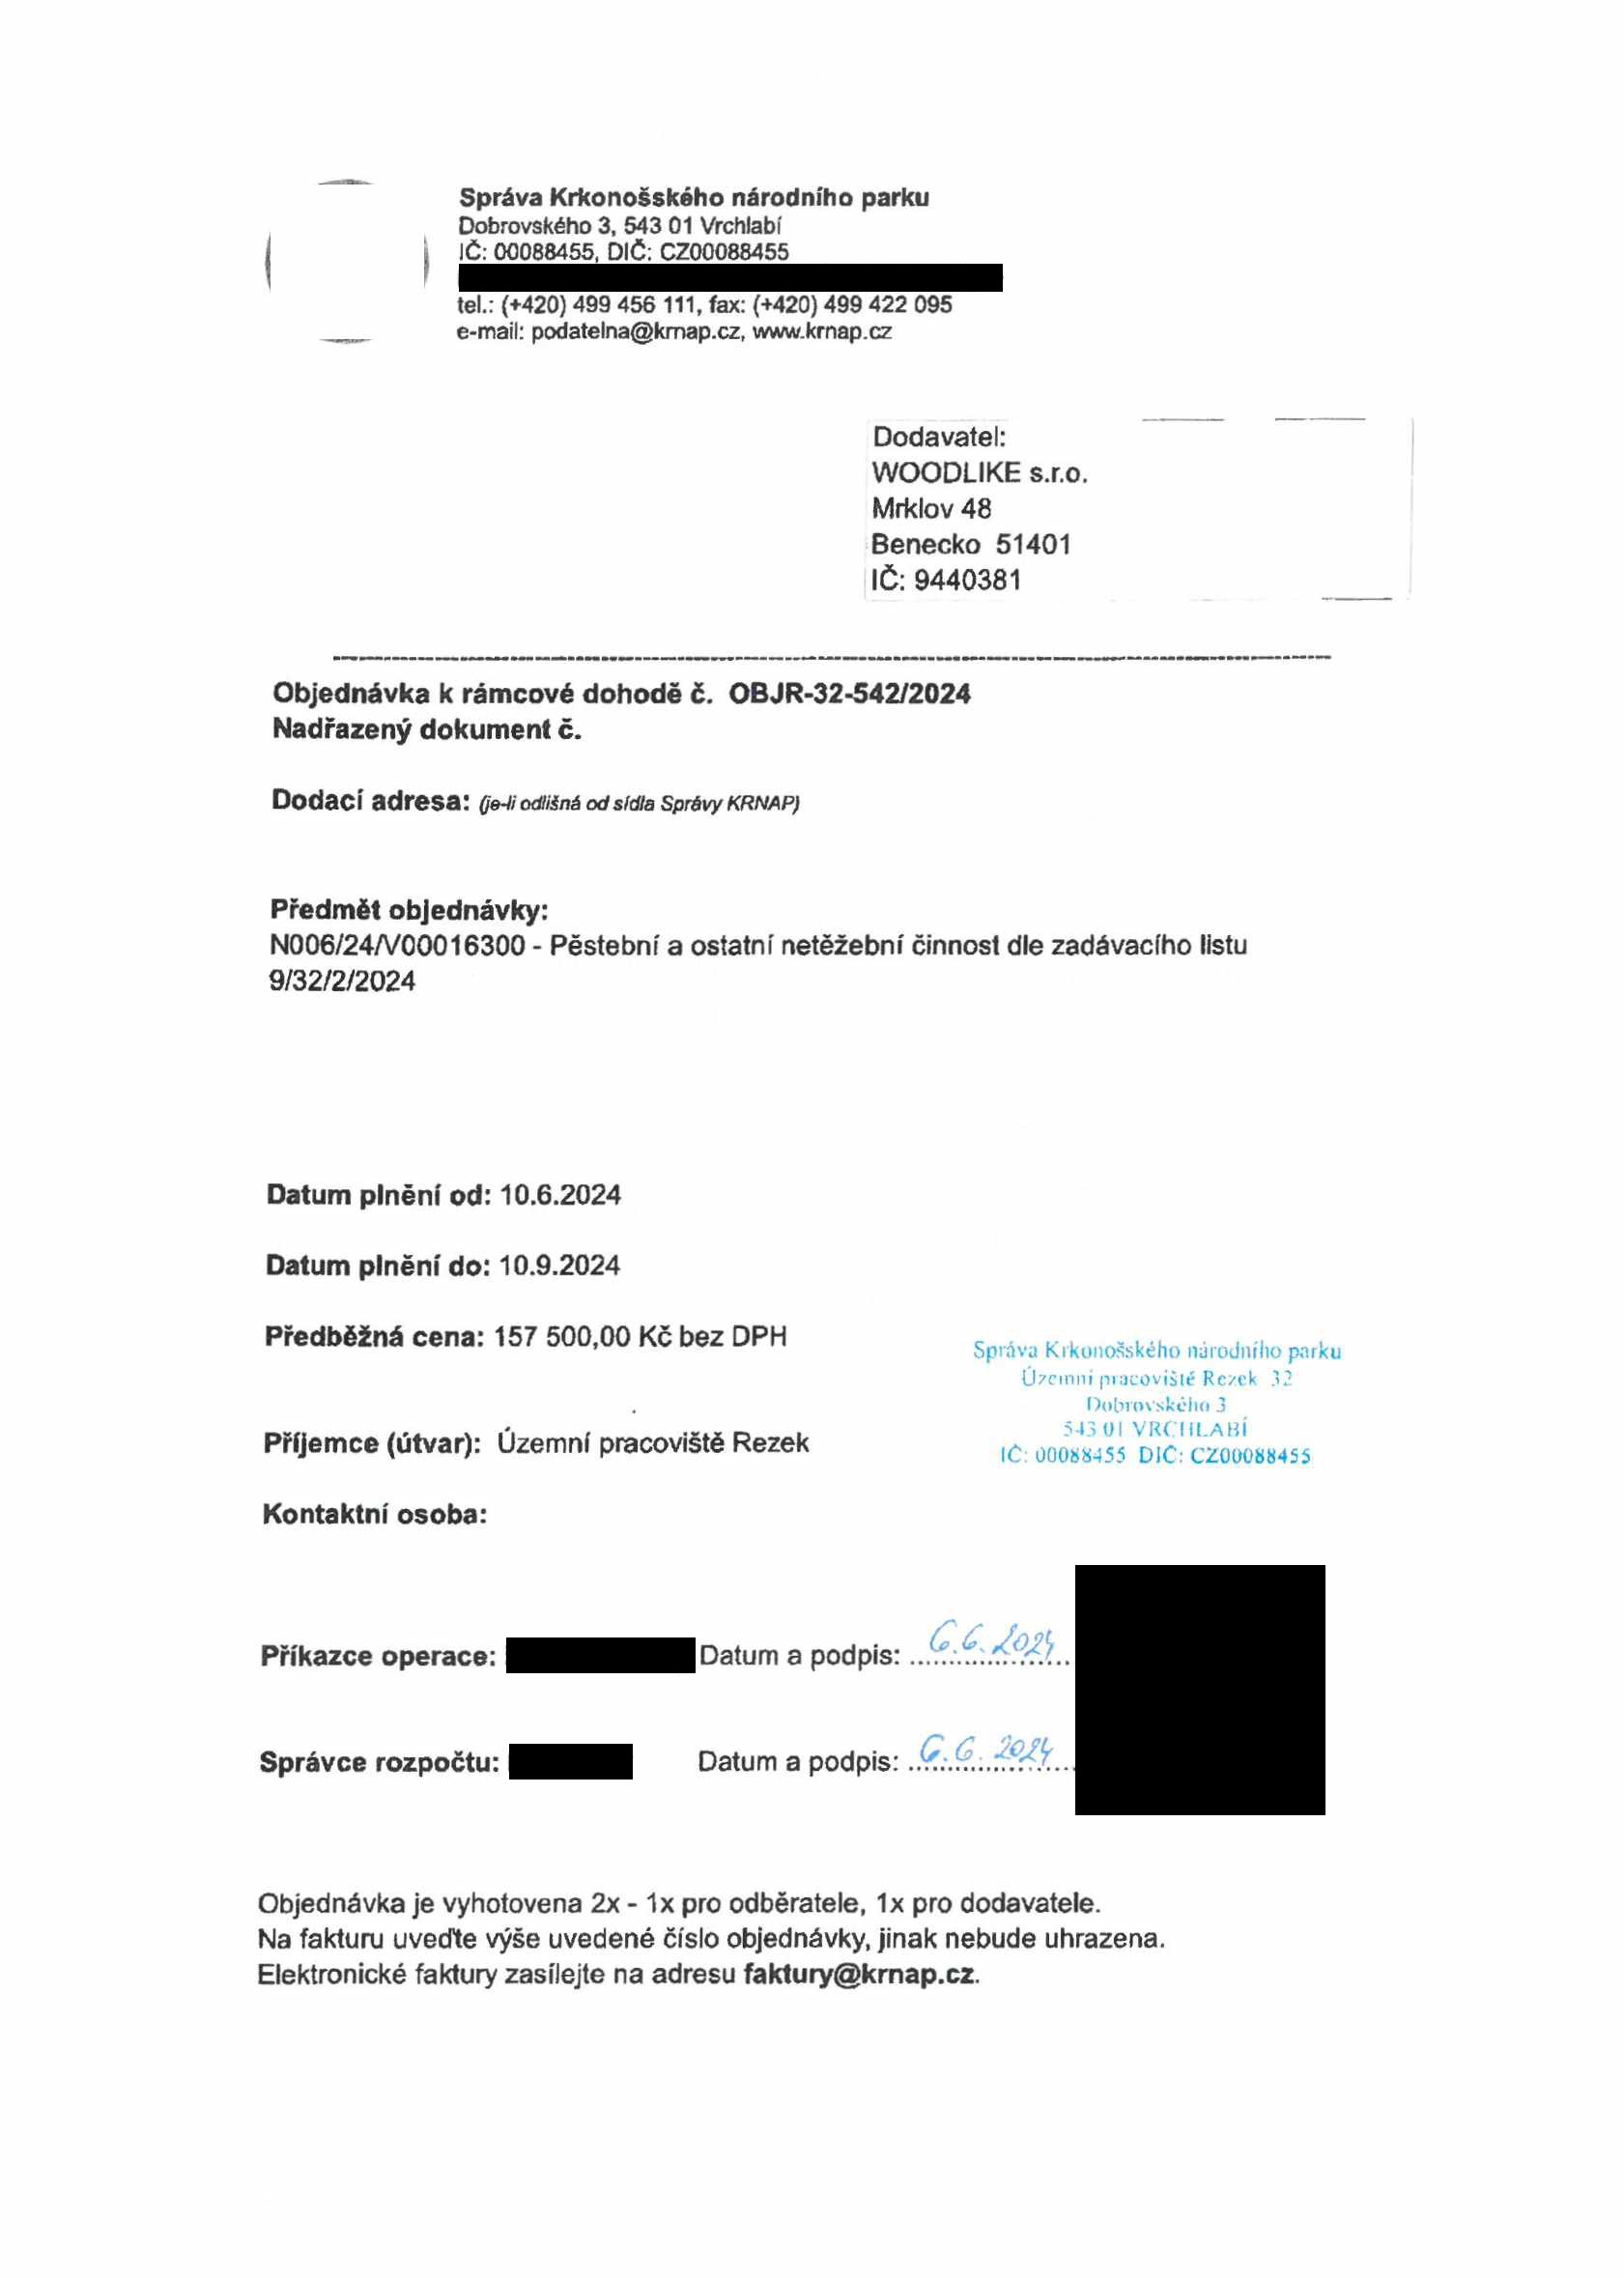 Správa Krkonošského národního parku
Dobrovského 3, 543 01 Vrchlabí
IČ: 00088455, DIČ: CZ00088455
tel.: (+420) 499 456 111, fax: (+420) 499 422 095
e-mail: podatelna@krnap.cz, www.krnap.cz
Dodavatel:
WOODLIKE s.r.o.
Mrklov 48
Benecko 51401
IČ: 9440381
Objednávka k rámcové dohodě č. OBJR-32-542/2024
Nadřazený dokument č.
Dodací adresa: (je-li odlišná od sídla Správy KRNAP)
Předmět objednávky:
N006/24/V00016300 - Pěstební a ostatní netěžební činnost dle zadávacího listu
9/32/2/2024
Datum plnění od: 10.6.2024
Datum plnění do: 10.9.2024
Předběžná cena: 157 500,00 Kč bez DPH
Správa Krkonošského národního parku
Územní pracoviště Rezek 32
Dobrovského 3
543 01 VRCHLABÍ
IČ: 00088455 DIČ: CZ00088455
Příjemce (útvar): Územní pracoviště Rezek
Kontaktní osoba:
Příkazce operace: Datum a podpis: 6.6.2024
Správce rozpočtu: Datum a podpis: 6.6.2024
Objednávka je vyhotovena 2x - 1x pro odběratele, 1x pro dodavatele.
Na fakturu uveďte výše uvedené číslo objednávky, jinak nebude uhrazena.
Elektronické faktury zasílejte na adresu faktury@krnap.cz.